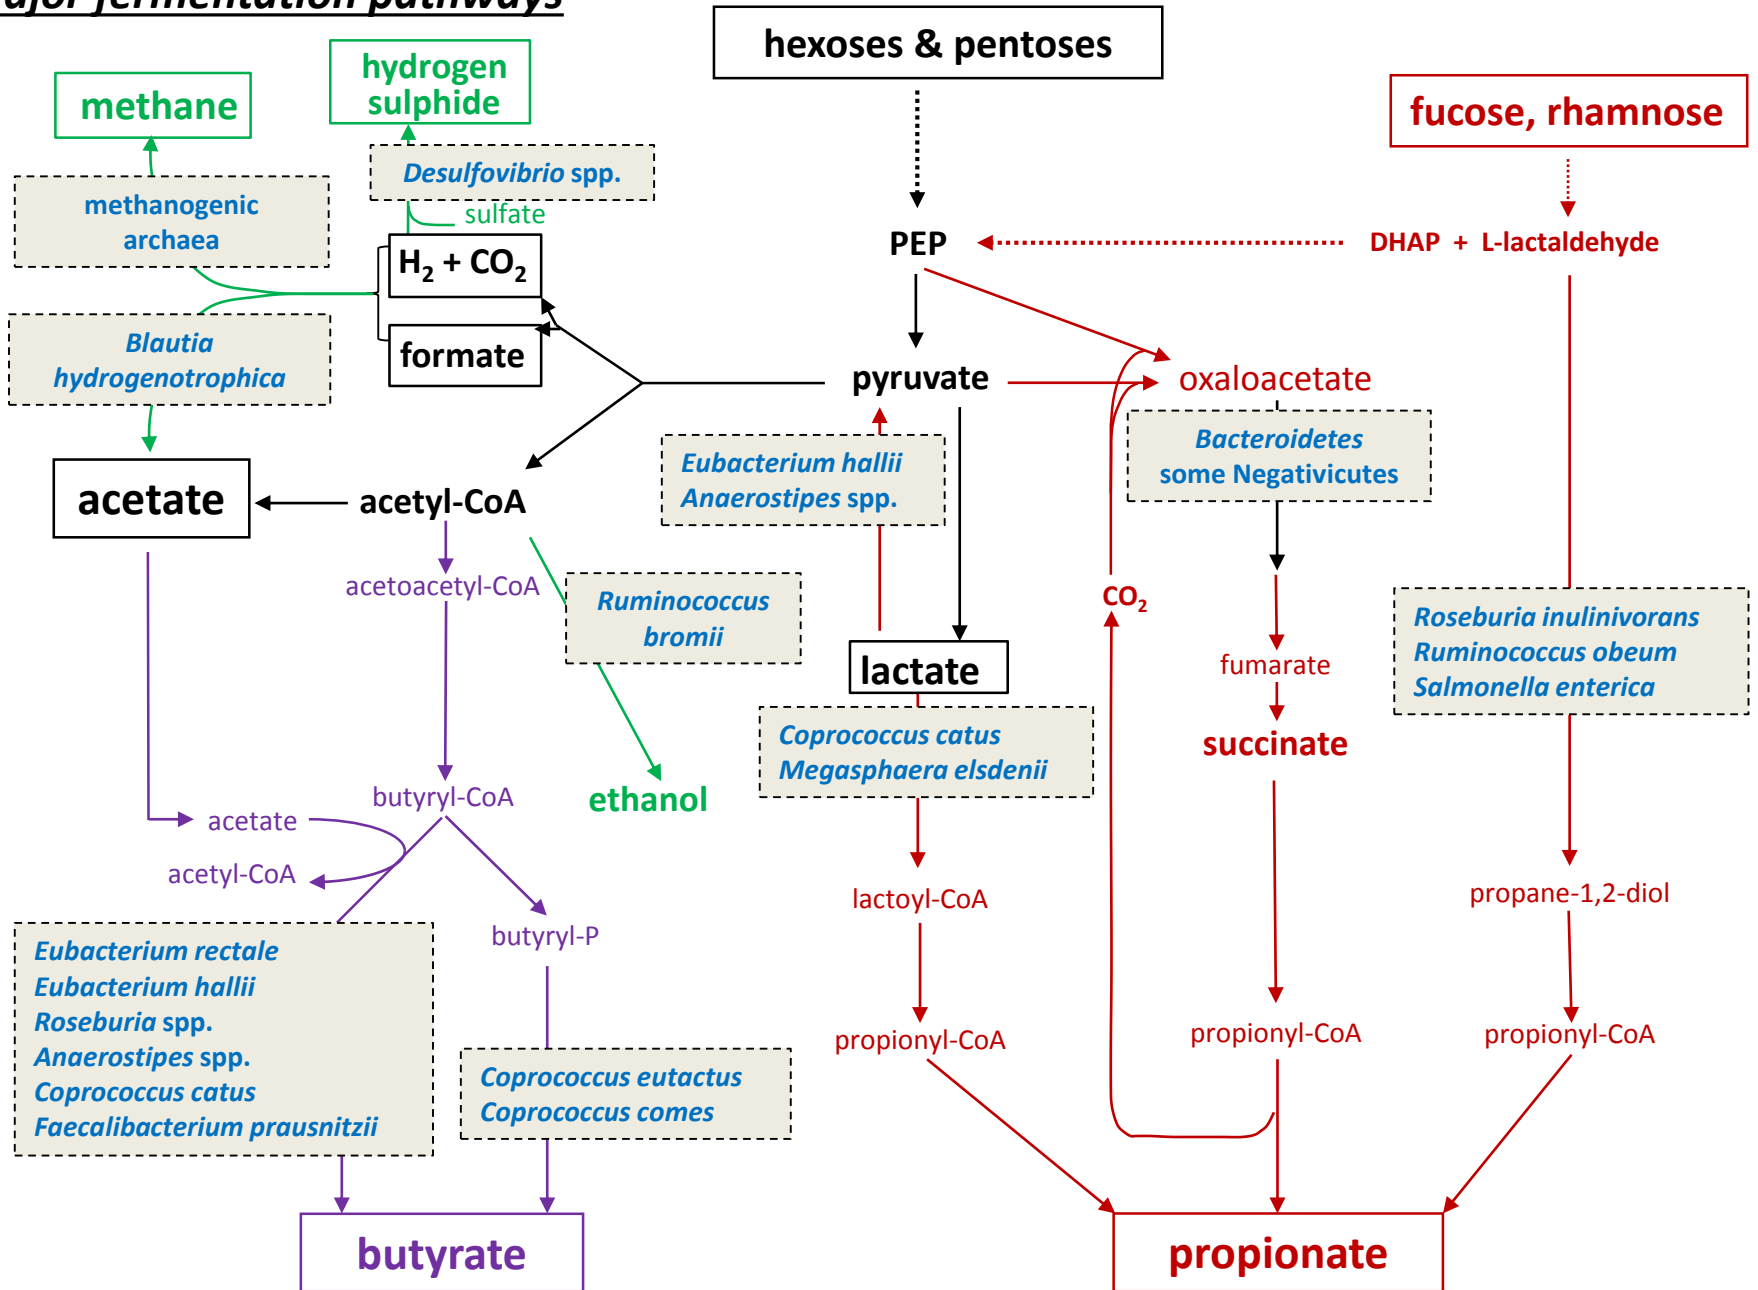 fermentation pathways
hexoses & pentoses
hydrogen
sulphide
methane
fucose, rhamnose
Desulfovibrio spp.
methanogenic
archaea
sulfate
PEP
DHAP + L-lactaldehyde
H₂ + CO₂
Blautia
hydrogenotrophica
formate
pyruvate
oxaloacetate
Bacteroidetes
some Negativicutes
Eubacterium hallii
Anaerostipes spp.
acetate
acetyl-CoA
acetoacetyl-CoA
Ruminococcus
bromii
CO₂
Roseburia inulinivorans
Ruminococcus obeum
Salmonella enterica
fumarate
lactate
succinate
Coprococcus catus
Megasphaera elsdenii
butyryl-CoA
ethanol
acetate
acetyl-CoA
lactoyl-CoA
propane-1,2-diol
butyryl-P
Eubacterium rectale
Eubacterium hallii
Roseburia spp.
Anaerostipes spp.
Coprococcus catus
Faecalibacterium prausnitzii
propionyl-CoA
propionyl-CoA
propionyl-CoA
Coprococcus eutactus
Coprococcus comes
butyrate
propionate